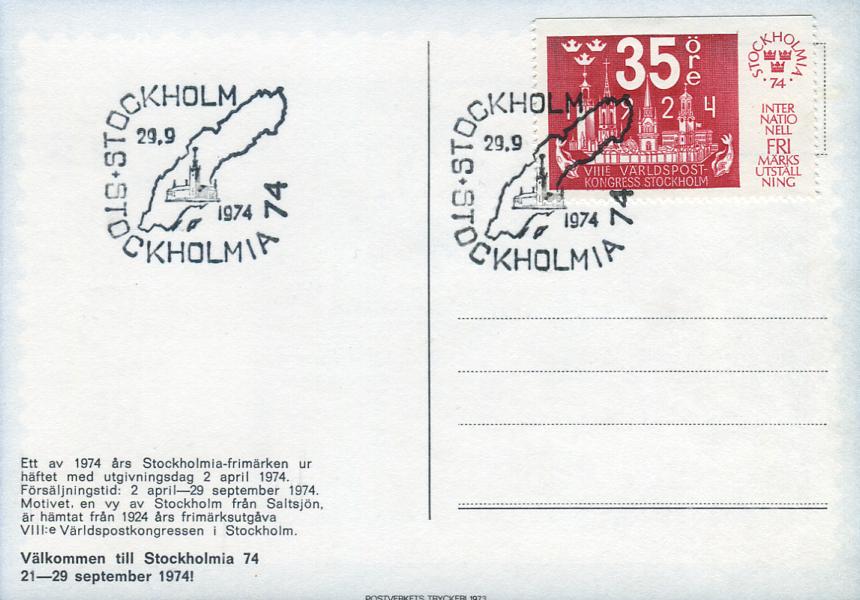 STOCKHOLM
29.9
1974
STOCKHOLMIA 74
STOCKHOLM
29.9
1974
STOCKHOLMIA 74
35 öre
1924
VIIIE VÄRLDSPOST-
KONGRESS STOCKHOLM
STOCKHOLMIA
·74·
INTER
NATIO
NELL
FRI
MÄRKS
UTSTÄLL
NING
Ett av 1974 års Stockholmia-frimärken ur
häftet med utgivningsdag 2 april 1974.
Försäljningstid: 2 april—29 september 1974.
Motivet, en vy av Stockholm från Saltsjön,
är hämtat från 1924 års frimärksutgåva
VIII:e Världspostkongressen i Stockholm.
Välkommen till Stockholmia 74
21—29 september 1974!
POSTVERKETS TRYCKERI 1973